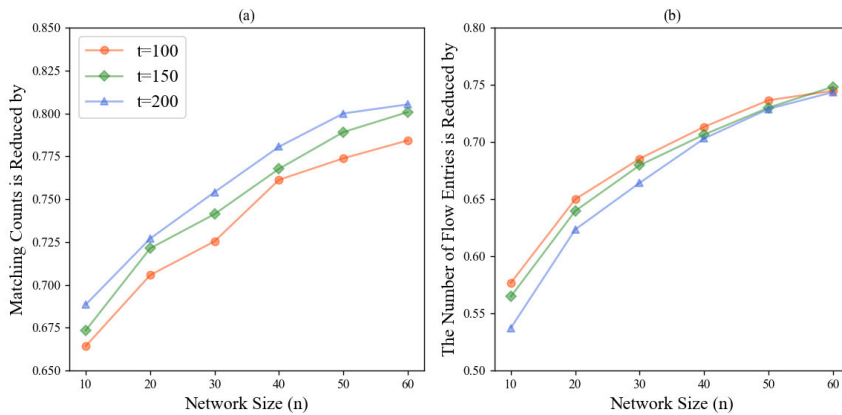 (a)
Matching Counts is Reduced by
0.850
0.825
0.800
0.775
0.750
0.725
0.700
0.675
0.650
t=100
t=150
t=200
10 20 30 40 50 60
Network Size (n)
(b)
The Number of Flow Entries is Reduced by
0.80
0.75
0.70
0.65
0.60
0.55
0.50
10 20 30 40 50 60
Network Size (n)